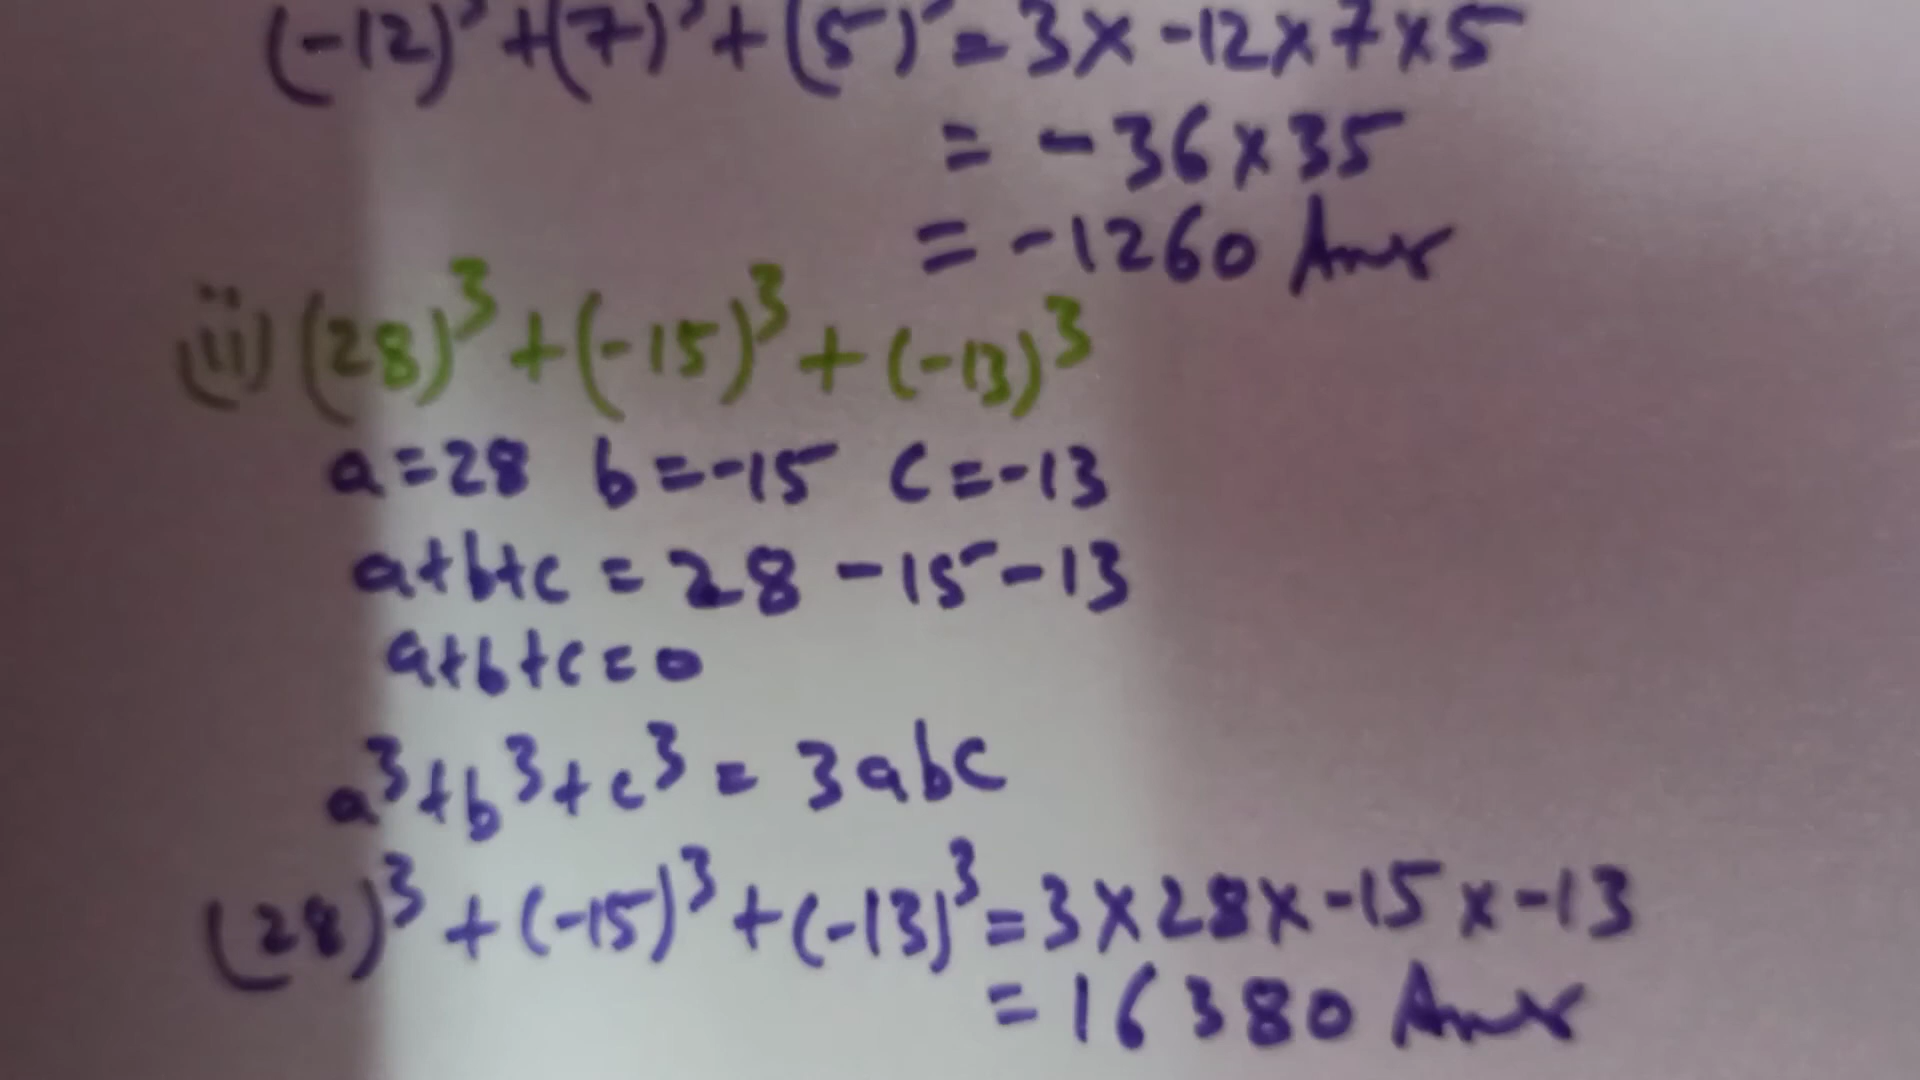 (-12)³+(7)³+(5)³=3×-12×7×5
= -36×35
= -1260 Answer
(ii) (28)³+(-15)³+(-13)³
a=28 b=-15 c=-13
a+b+c = 28 -15-13
a+b+c=0
a³+b³+c³ = 3abc
(28)³+(-15)³+(-13)³=3×28×-15×-13
= 16380 Answer